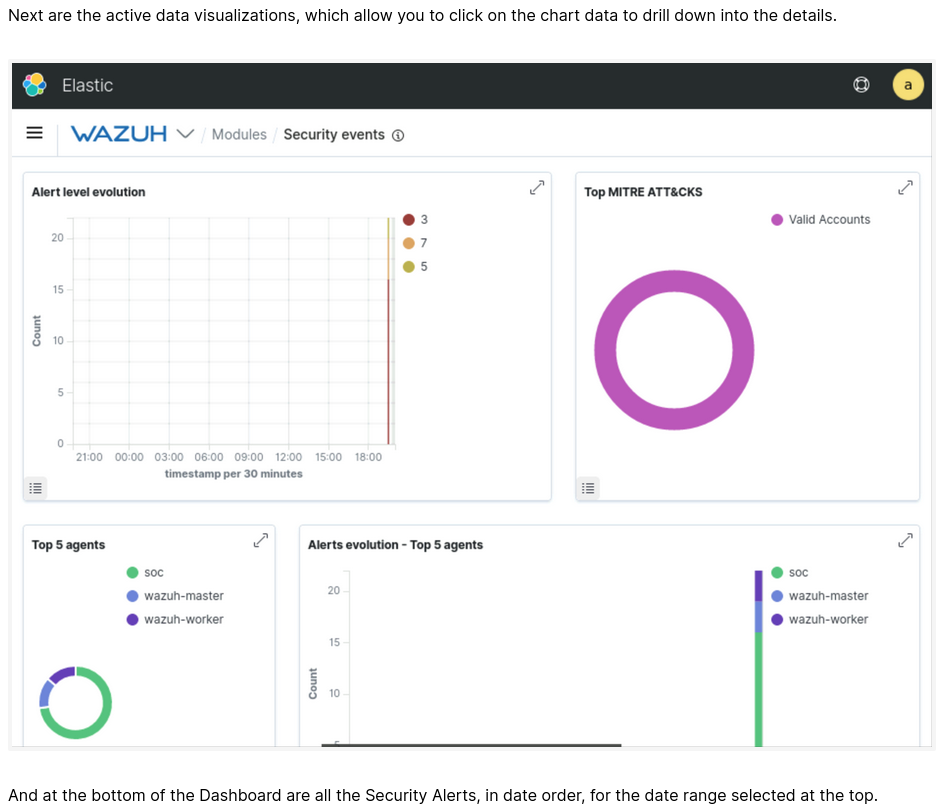 Next are the active data visualizations, which allow you to click on the chart data to drill down into the details.
Elastic
a
WAZUH / Modules / Security events
Alert level evolution
3
7
5
20
15
10
5
0
Count
21:00 00:00 03:00 06:00 09:00 12:00 15:00 18:00
timestamp per 30 minutes
Top MITRE ATT&CKS
Valid Accounts
Top 5 agents
soc
wazuh-master
wazuh-worker
Alerts evolution - Top 5 agents
20
15
10
Count
soc
wazuh-master
wazuh-worker
And at the bottom of the Dashboard are all the Security Alerts, in date order, for the date range selected at the top.